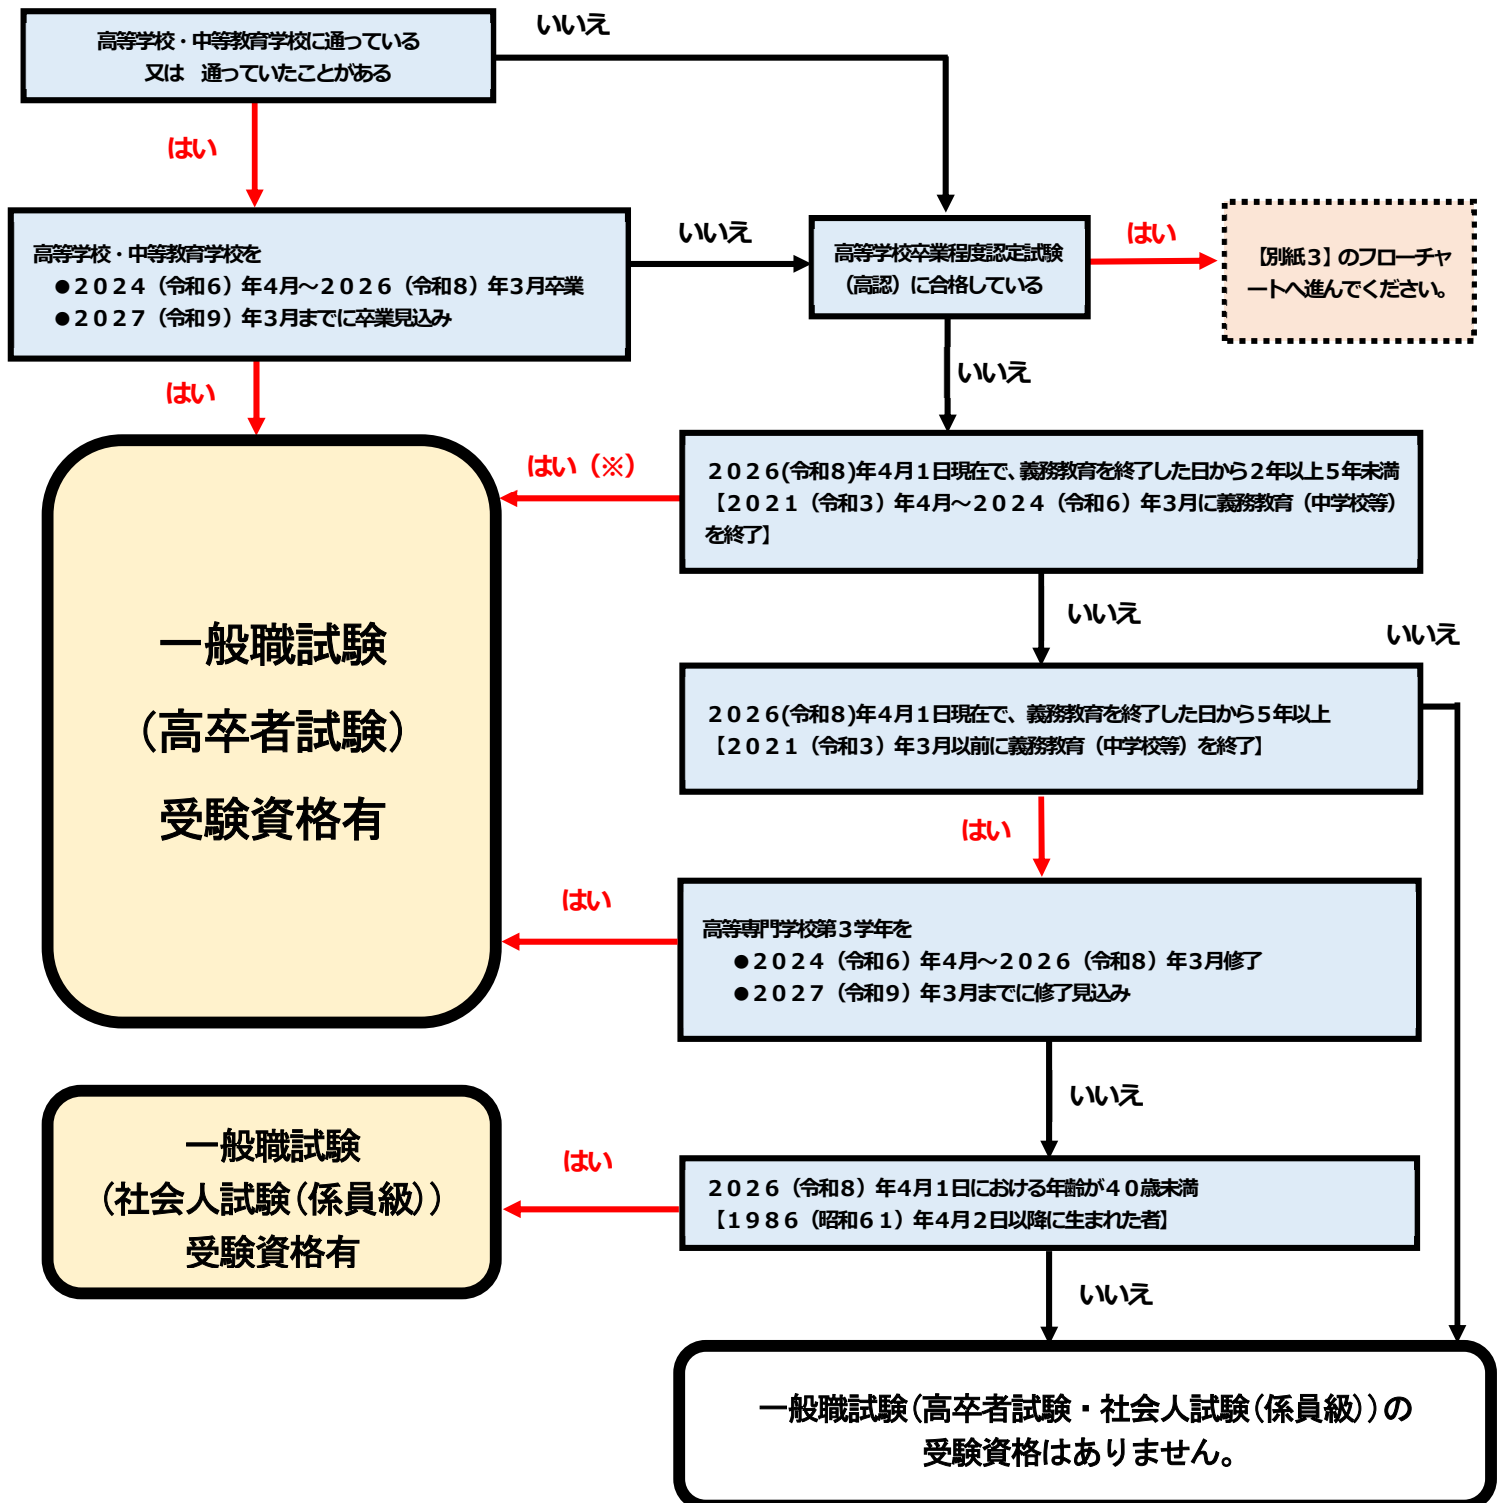 高等学校・中等教育学校に通っている
又は　通っていたことがある
いいえ
はい
高等学校・中等教育学校を
●２０２４（令和６）年４月～２０２６（令和８）年３月卒業
●２０２７（令和９）年３月までに卒業見込み
いいえ
高等学校卒業程度認定試験
（高認）に合格している
はい
【別紙３】のフローチャ
ートへ進んでください。
はい
いいえ
はい（※）
２０２６(令和８)年４月１日現在で、義務教育を終了した日から２年以上５年未満
【２０２１（令和３）年４月～２０２４（令和６）年３月に義務教育（中学校等）
を終了】
一般職試験
（高卒者試験）
受験資格有
いいえ
いいえ
２０２６(令和８)年４月１日現在で、義務教育を終了した日から５年以上
【２０２１（令和３）年３月以前に義務教育（中学校等）を終了】
はい
はい
高等専門学校第３学年を
●２０２４（令和６）年４月～２０２６（令和８）年３月修了
●２０２７（令和９）年３月までに修了見込み
いいえ
一般職試験
（社会人試験（係員級））
受験資格有
はい
２０２６（令和８）年４月１日における年齢が４０歳未満
【１９８６（昭和６１）年４月２日以降に生まれた者】
いいえ
一般職試験（高卒者試験・社会人試験（係員級））の
受験資格はありません。